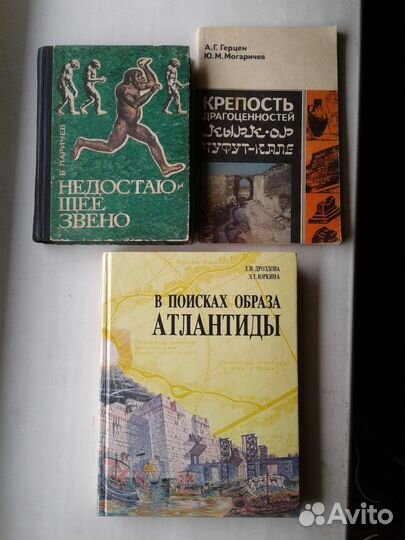 В. ЛАРИЧЕВ
НЕДОСТАЮ-
ЩЕЕ
ЗВЕНО
А. Г. Герцен
Ю. М. Могаричев
КРЕПОСТЬ
ДРАГОЦЕННОСТЕЙ
КЫРК-ОР
ЧУФУТ-КАЛЕ
Т.М. ДРОЗДОВА
Э.Т. ЮРКИНА
В ПОИСКАХ ОБРАЗА
АТЛАНТИДЫ
Avito